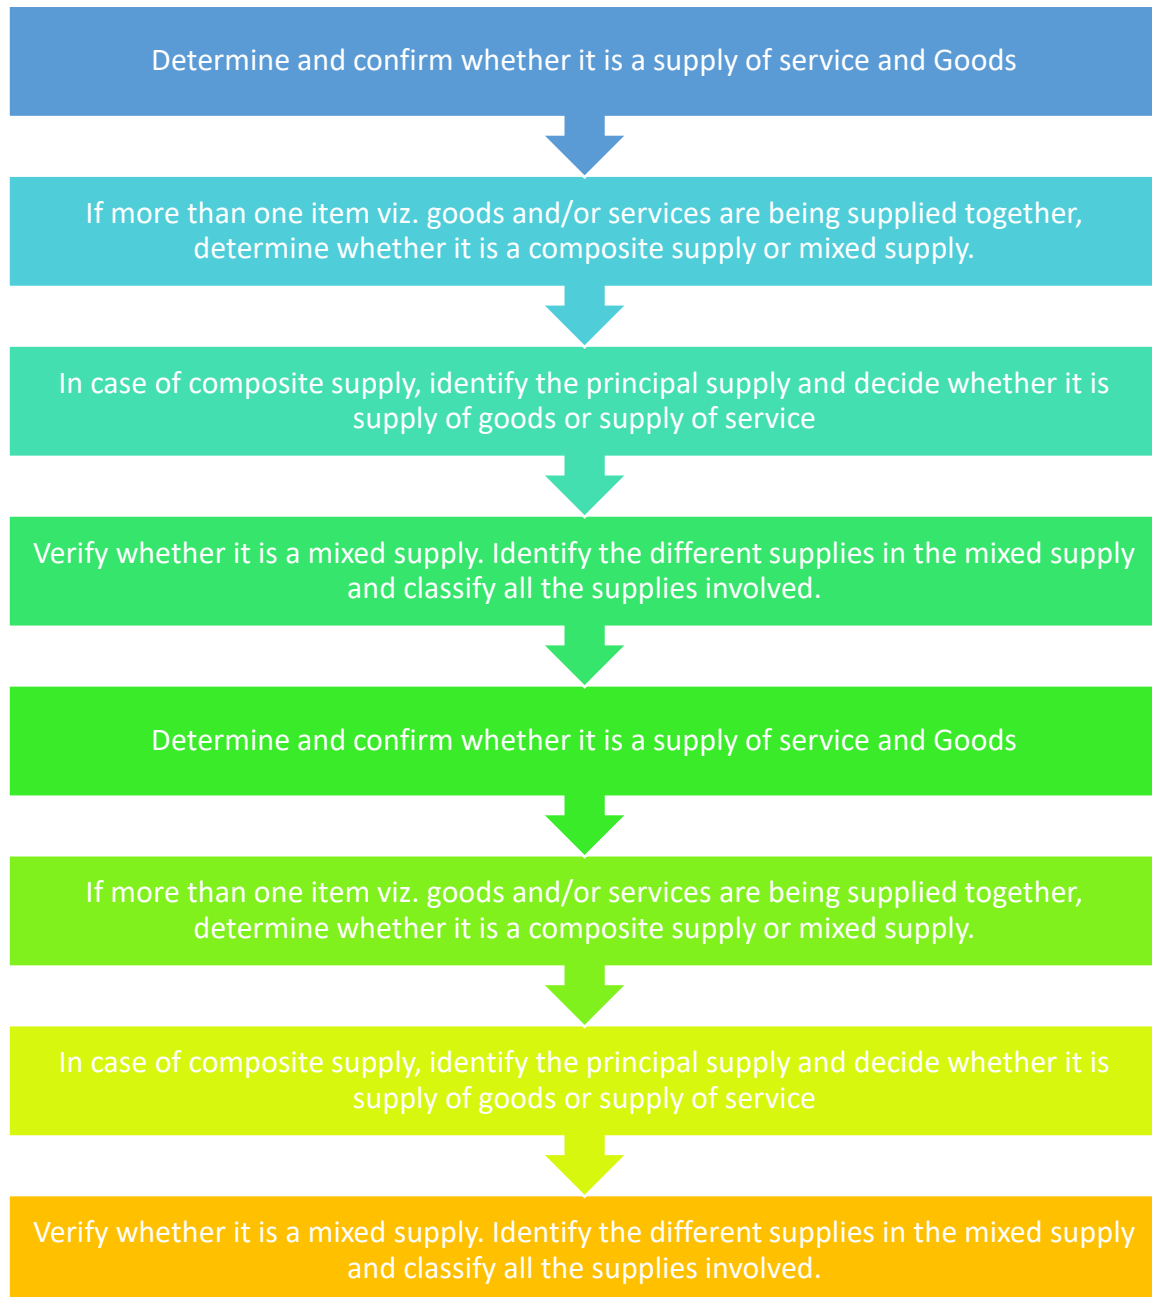 Determine and confirm whether it is a supply of service and Goods
If more than one item viz. goods and/or services are being supplied together,
determine whether it is a composite supply or mixed supply.
In case of composite supply, identify the principal supply and decide whether it is
supply of goods or supply of service
Verify whether it is a mixed supply. Identify the different supplies in the mixed supply
and classify all the supplies involved.
Determine and confirm whether it is a supply of service and Goods
If more than one item viz. goods and/or services are being supplied together,
determine whether it is a composite supply or mixed supply.
In case of composite supply, identify the principal supply and decide whether it is
supply of goods or supply of service
Verify whether it is a mixed supply. Identify the different supplies in the mixed supply
and classify all the supplies involved.